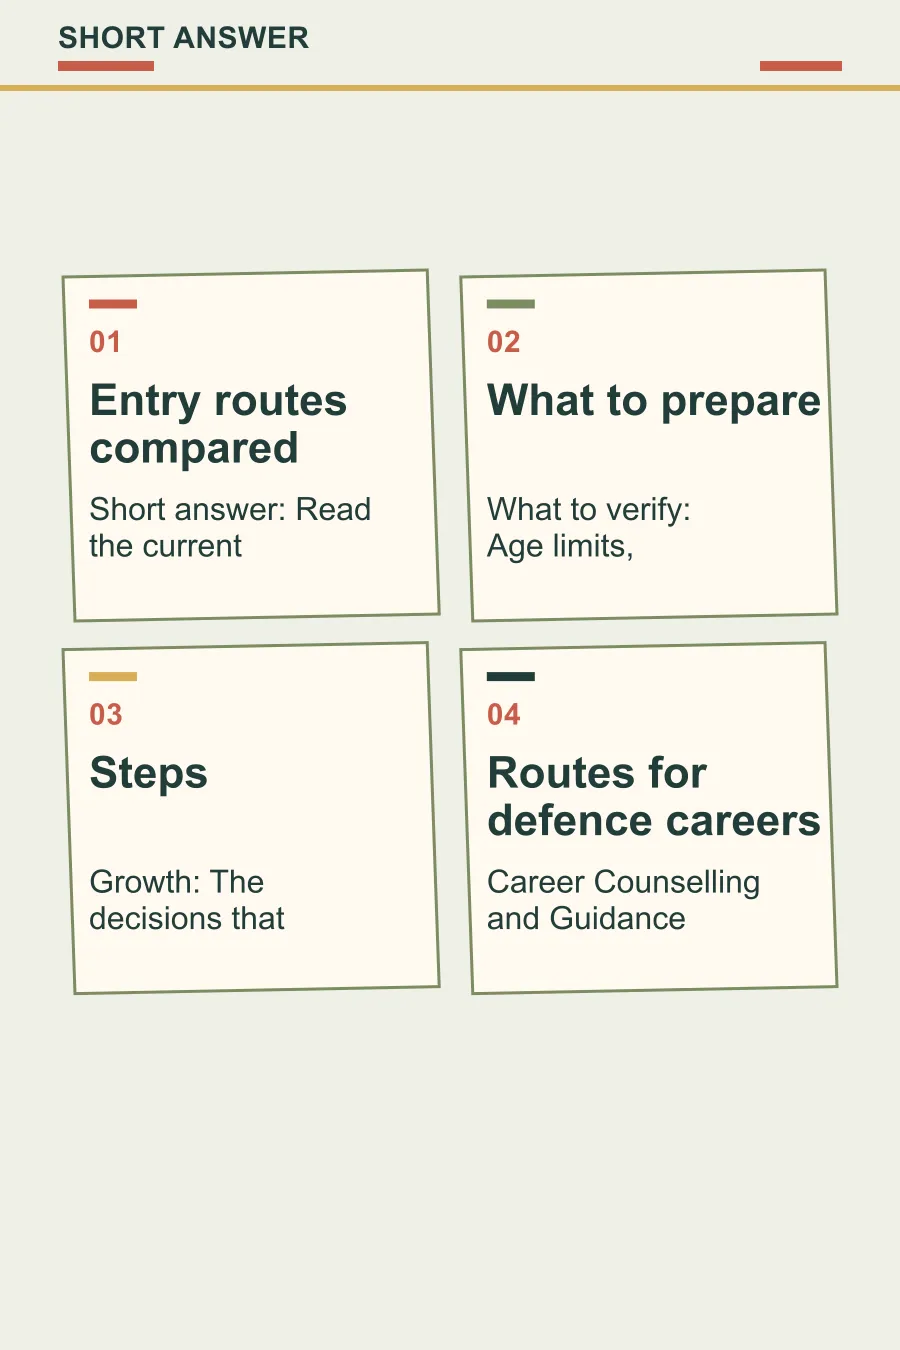 SHORT ANSWER
01
Entry routes
compared
Short answer: Read
the current
02
What to prepare
What to verify:
Age limits,
03
Steps
Growth: The
decisions that
04
Routes for
defence careers
Career Counselling
and Guidance